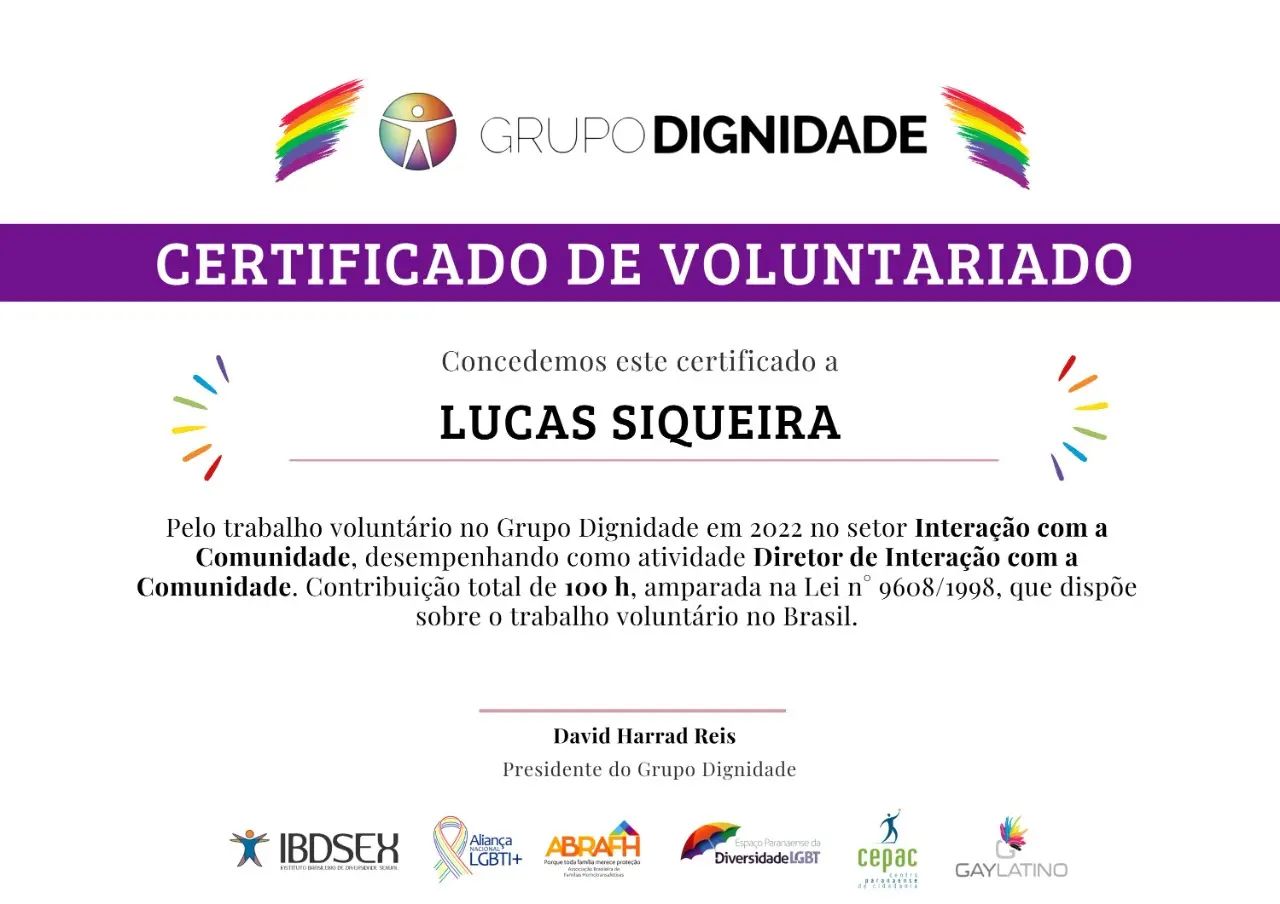 GRUPO DIGNIDADE
CERTIFICADO DE VOLUNTARIADO
Concedemos este certificado a
LUCAS SIQUEIRA
Pelo trabalho voluntário no Grupo Dignidade em 2022 no setor Interação com a
Comunidade, desempenhando como atividade Diretor de Interação com a
Comunidade. Contribuição total de 100 h, amparada na Lei n° 9608/1998, que dispõe
sobre o trabalho voluntário no Brasil.
David Harrad Reis
Presidente do Grupo Dignidade
IBDSEX
INSTITUTO BRASILEIRO DE DIVERSIDADE SEXUAL
Aliança
NACIONAL
LGBTI+
ABRAFH
Porque toda família merece proteção
Associação Brasileira de
Famílias Homotransafetivas
Espaço Paranaense da
DiversidadeLGBT
cepac
centro
paranaense
de cidadania
GAYLATINO